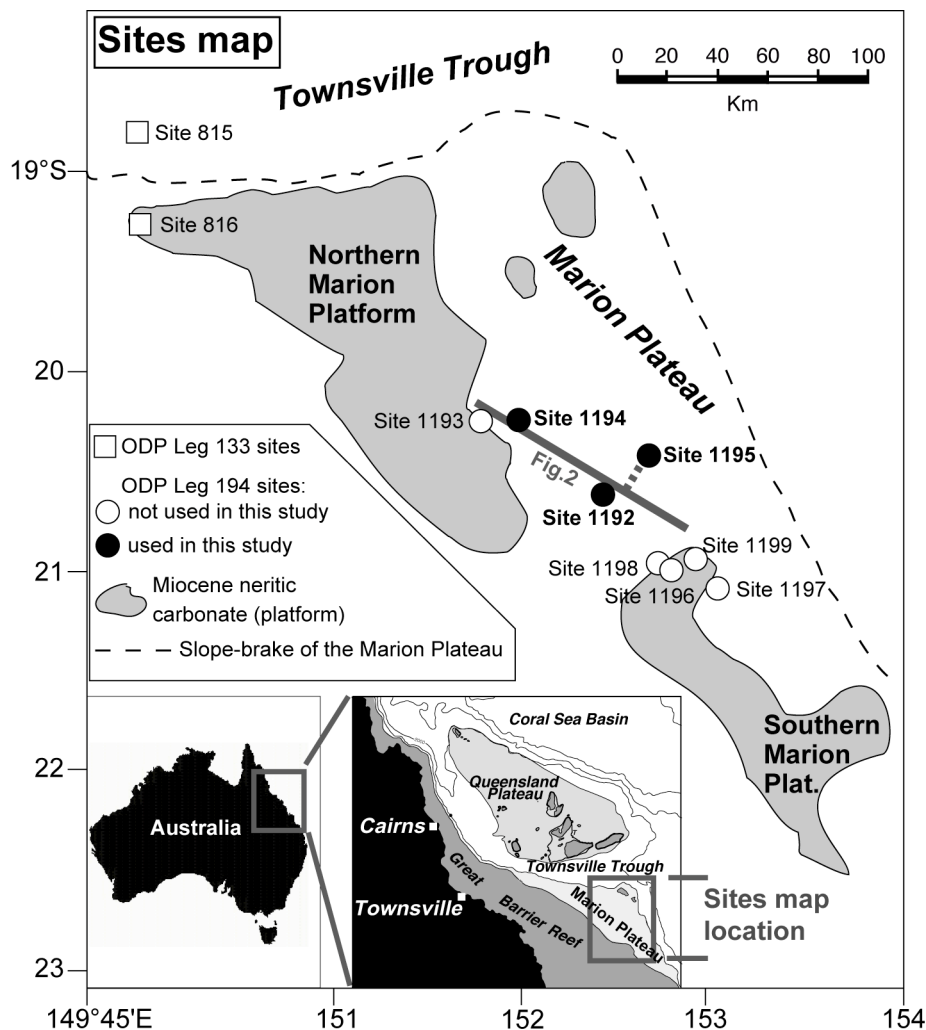 Sites map
Townsville Trough
0 20 40 60 80 100
Km
Site 815
19°S
Site 816
Northern
Marion
Platform
Marion Plateau
20
Site 1193
Site 1194
Site 1195
Fig.2
Site 1192
ODP Leg 133 sites
ODP Leg 194 sites:
not used in this study
used in this study
Miocene neritic
carbonate (platform)
Slope-brake of the Marion Plateau
21
Site 1199
Site 1198
Site 1196
Site 1197
Southern
Marion
Plat.
22
Australia
Coral Sea Basin
Queensland
Plateau
Cairns
Townsville Trough
Great
Barrier Reef
Townsville
Marion Plateau
Sites map
location
23
149°45'E 151 152 153 154